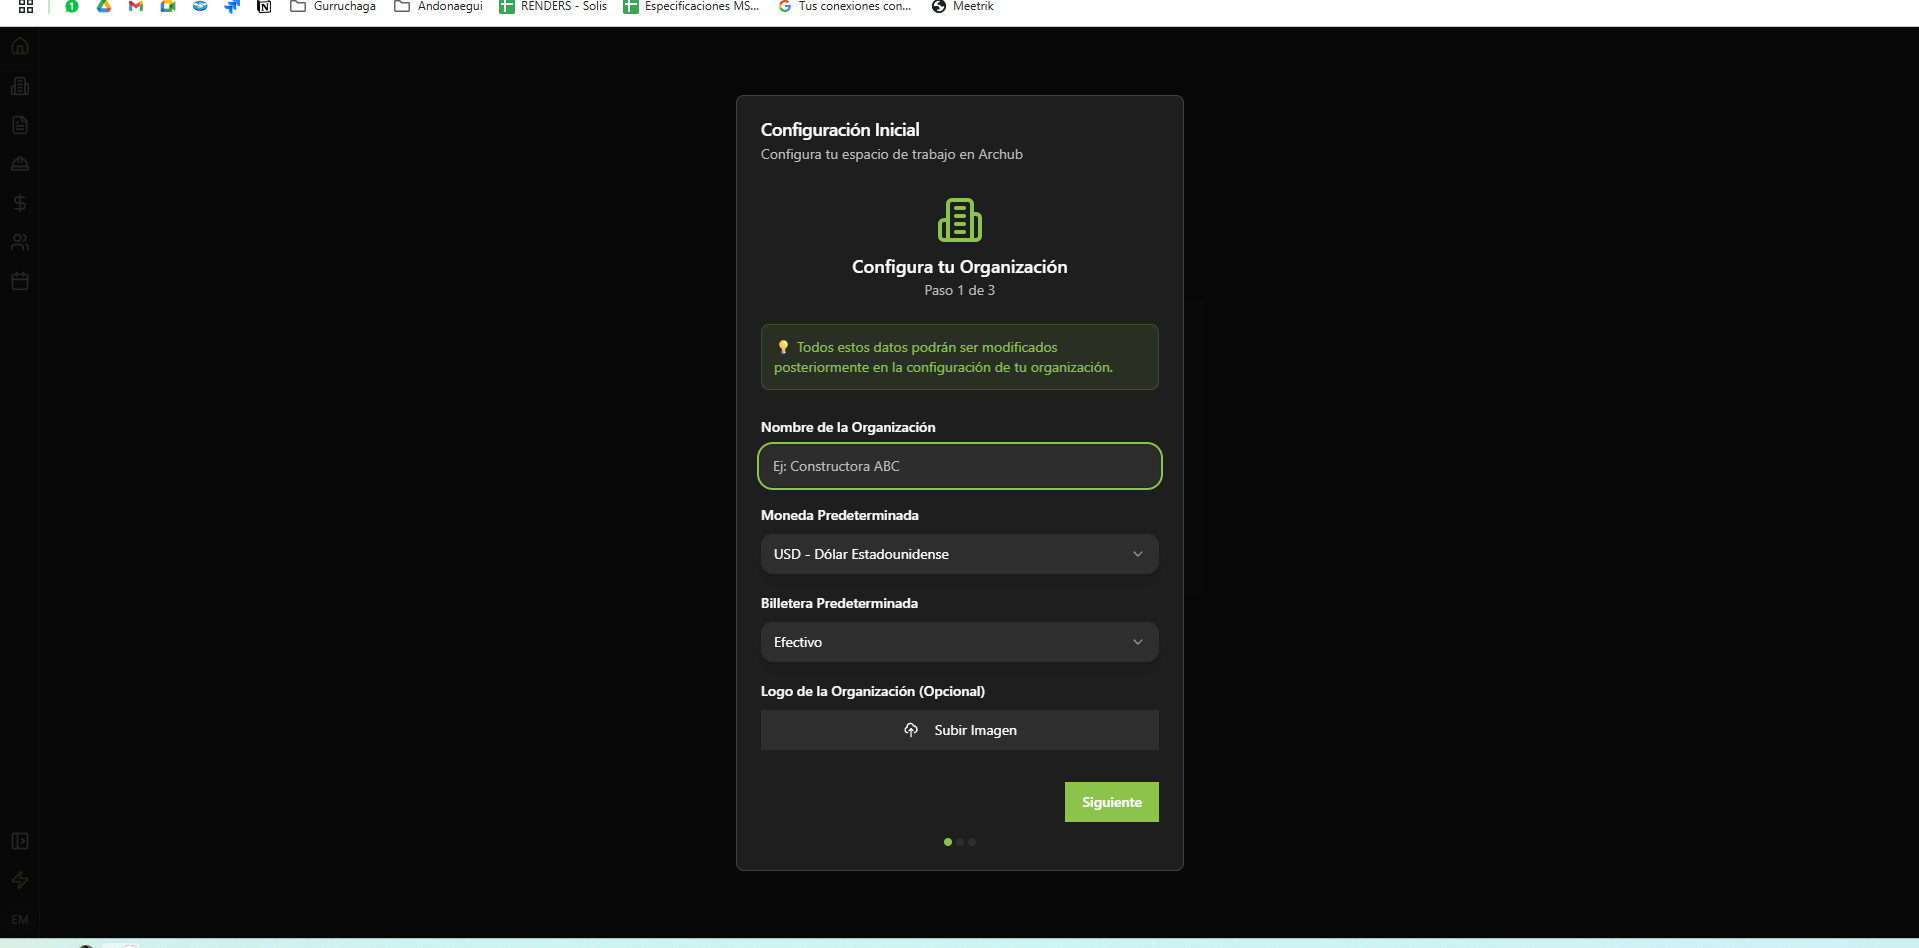 Gurruchaga Andonaegui RENDERS - Solis Especificaciones MS... Tus conexiones con... Meetrik
Configuración Inicial
Configura tu espacio de trabajo en Archub
Configura tu Organización
Paso 1 de 3
💡 Todos estos datos podrán ser modificados
posteriormente en la configuración de tu organización.
Nombre de la Organización
Ej: Constructora ABC
Moneda Predeterminada
USD - Dólar Estadounidense
Billetera Predeterminada
Efectivo
Logo de la Organización (Opcional)
Subir Imagen
Siguiente
EM